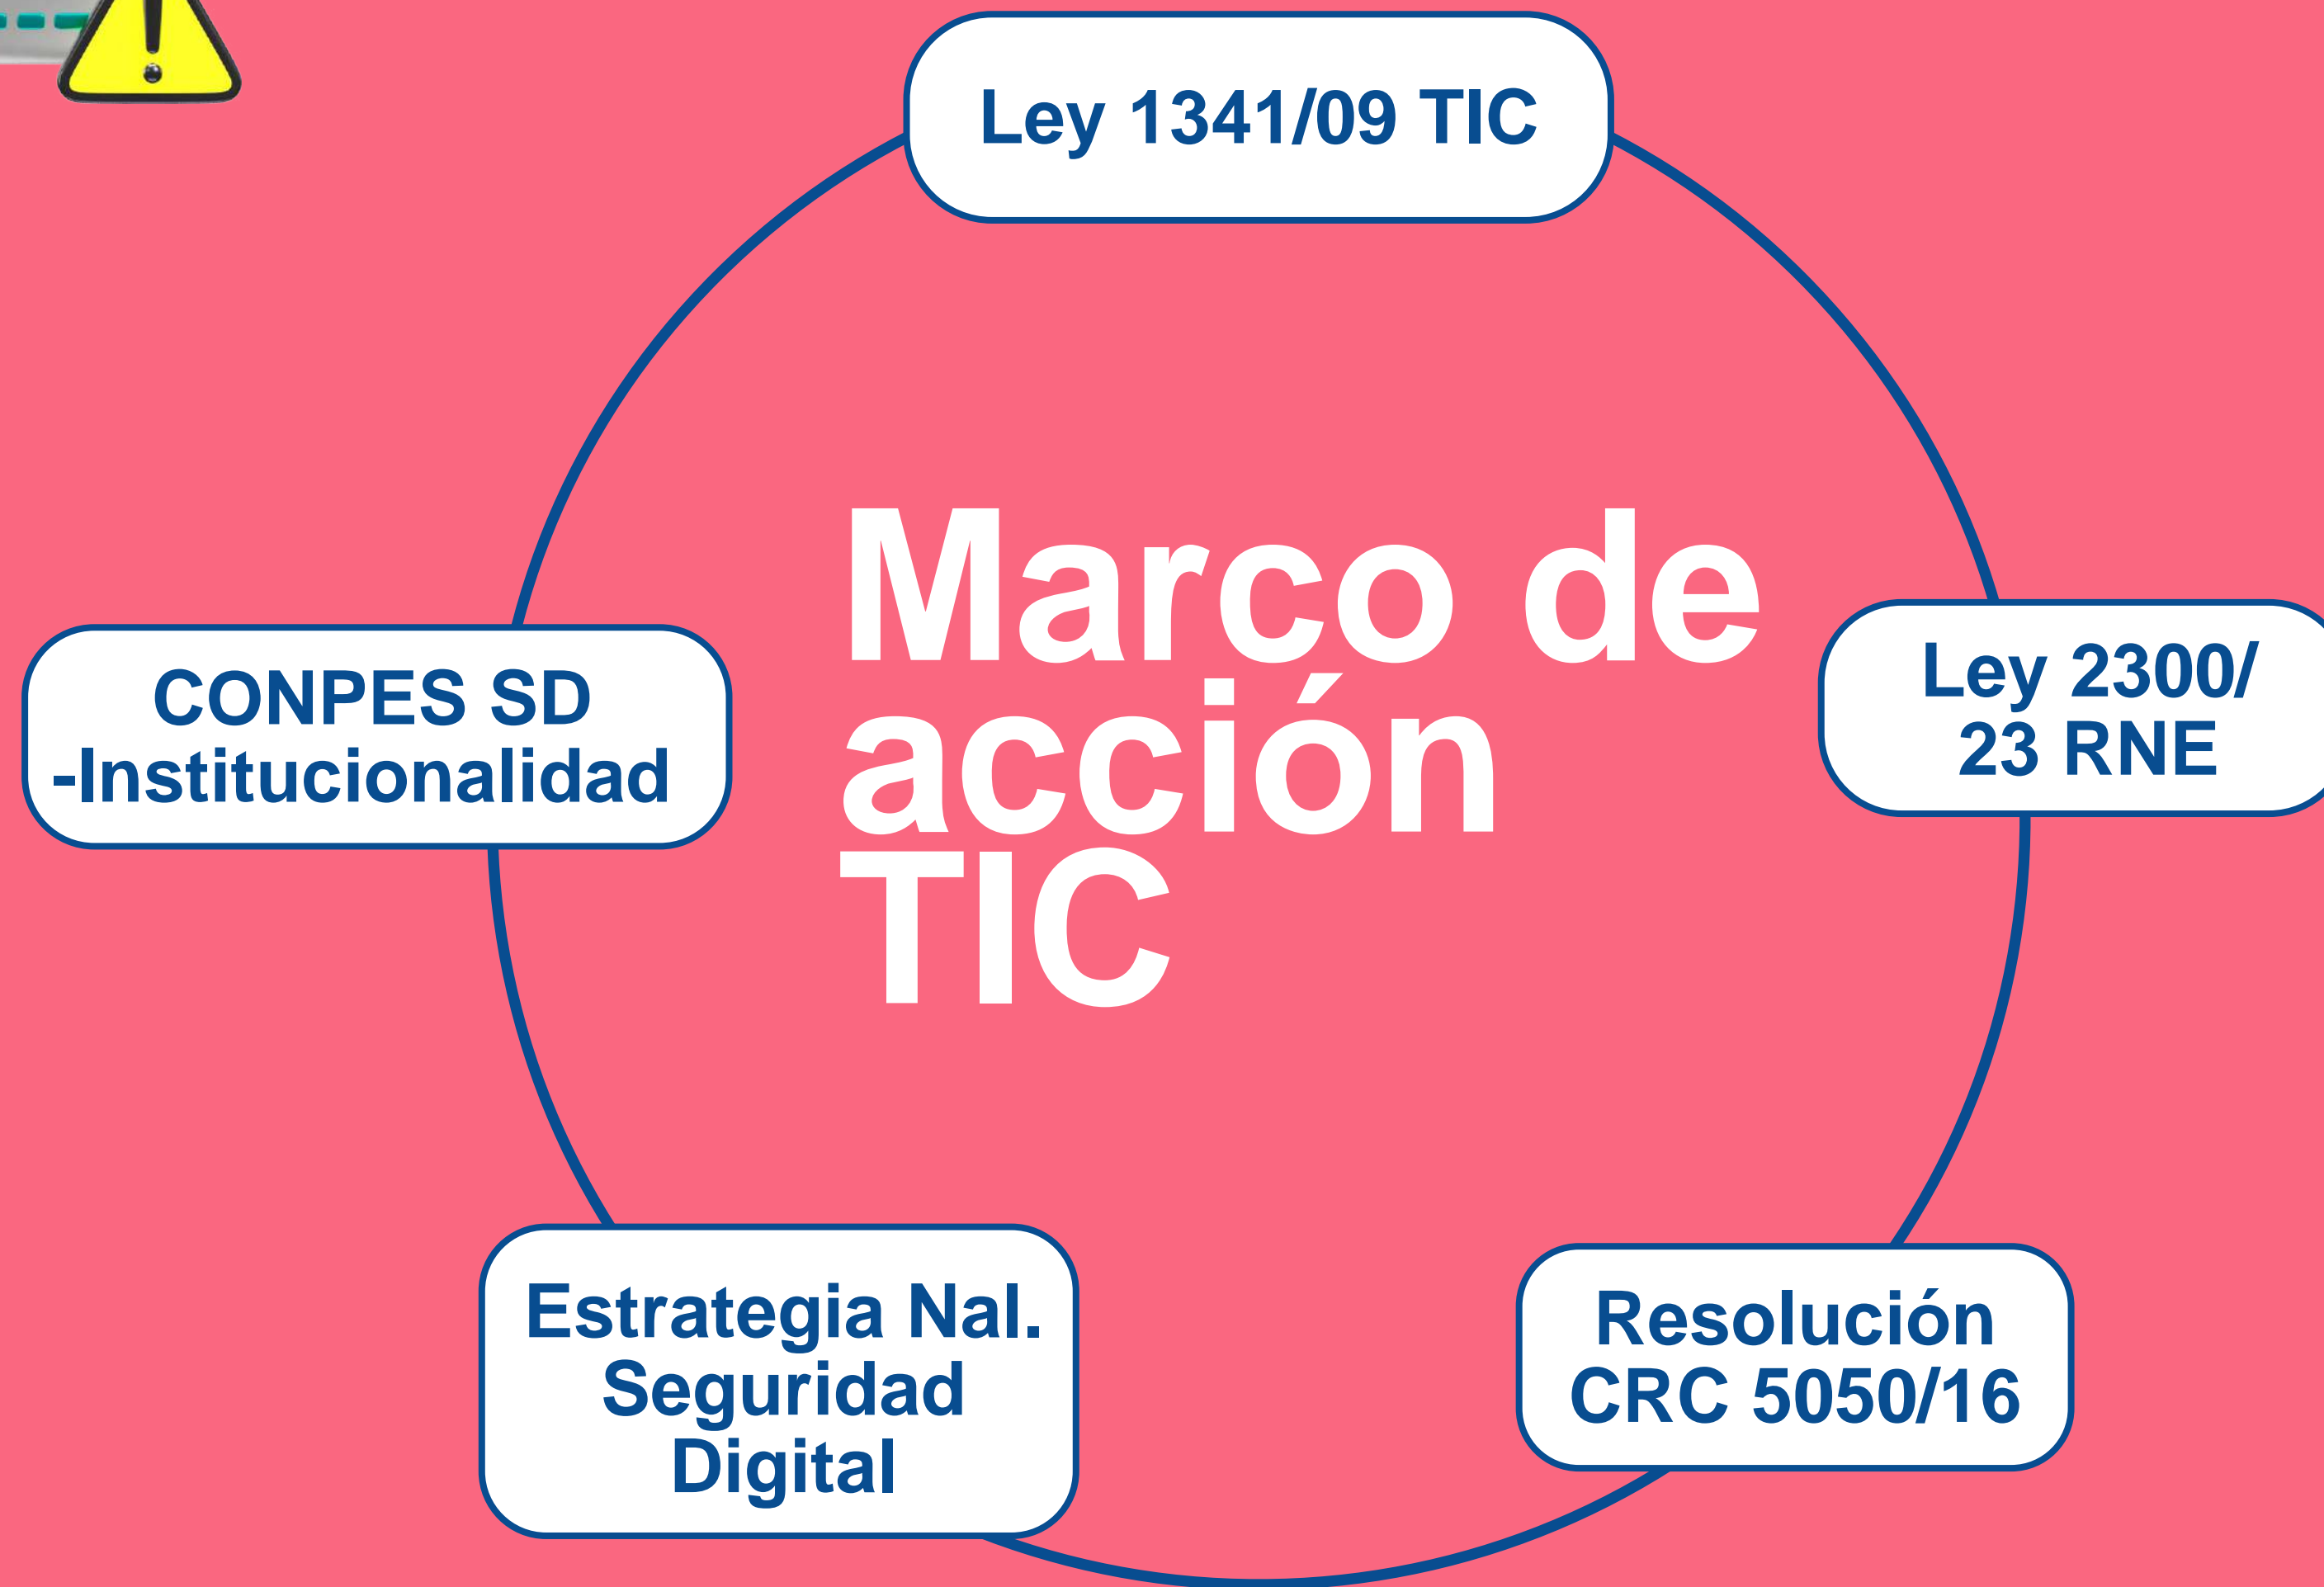 Ley 1341/09 TIC
Marco de
acción
TIC
Ley 2300/
23 RNE
CONPES SD
-Institucionalidad
Estrategia Nal.
Seguridad
Digital
Resolución
CRC 5050/16